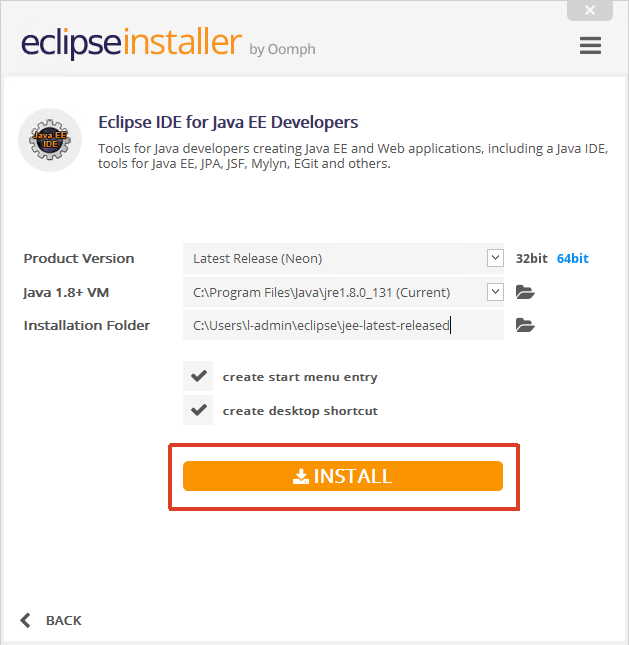 eclipseinstaller by Oomph
Java EE
IDE
Eclipse IDE for Java EE Developers
Tools for Java developers creating Java EE and Web applications, including a Java IDE,
tools for Java EE, JPA, JSF, Mylyn, EGit and others.
Product Version Latest Release (Neon) 32bit 64bit
Java 1.8+ VM C:\Program Files\Java\jre1.8.0_131 (Current)
Installation Folder C:\Users\l-admin\eclipse\jee-latest-released
create start menu entry
create desktop shortcut
INSTALL
BACK